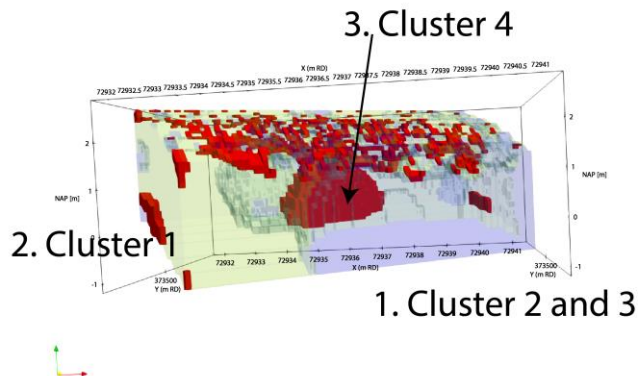 3. Cluster 4
X (m RD)
72932 72932.5 72933 72933.5 72934 72934.5 72935 72935.5 72936 72936.5 72937 72937.5 72938 72938.5 72939 72939.5 72940 72940.5 72941
2
1
0
-1
NAP [m]
2
1
0
-1
NAP [m]
2. Cluster 1
72932 72933 72934 72935 72936 72937 72938 72939 72940 72941
X (m RD)
373500
Y (m RD)
373500
Y (m RD)
1. Cluster 2 and 3